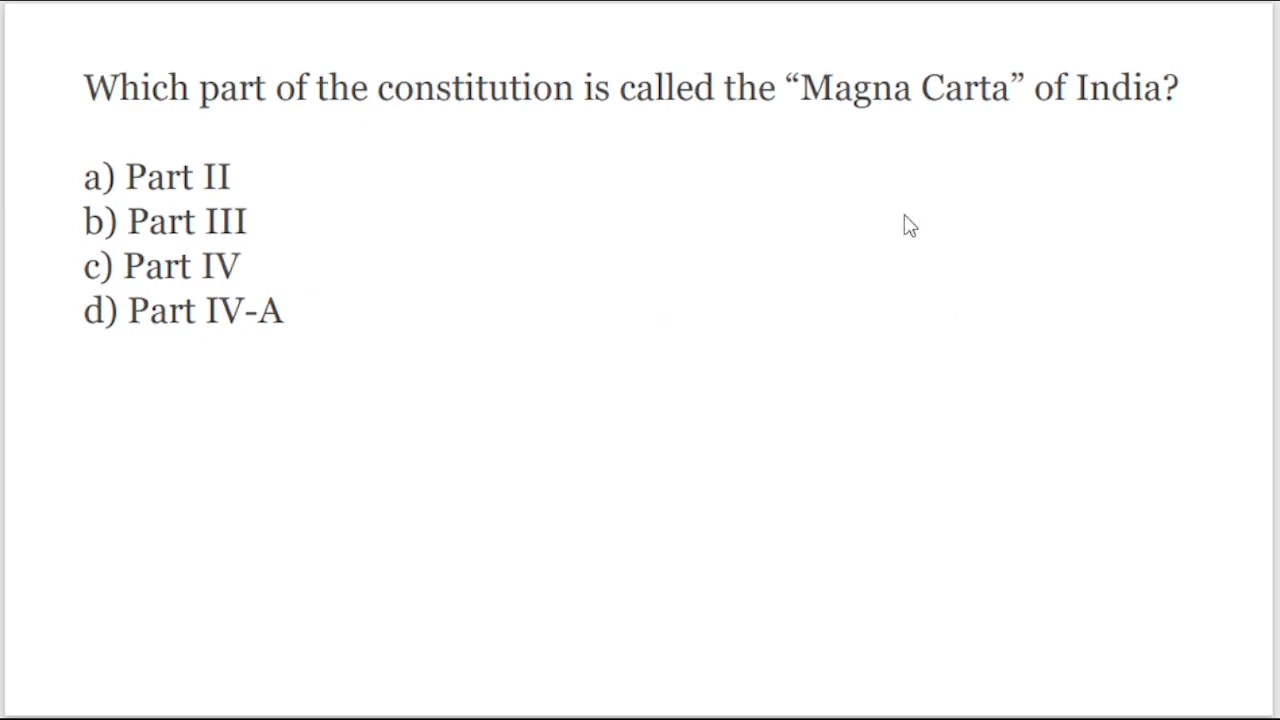 Which part of the constitution is called the “Magna Carta” of India?
a) Part II
b) Part III
c) Part IV
d) Part IV-A